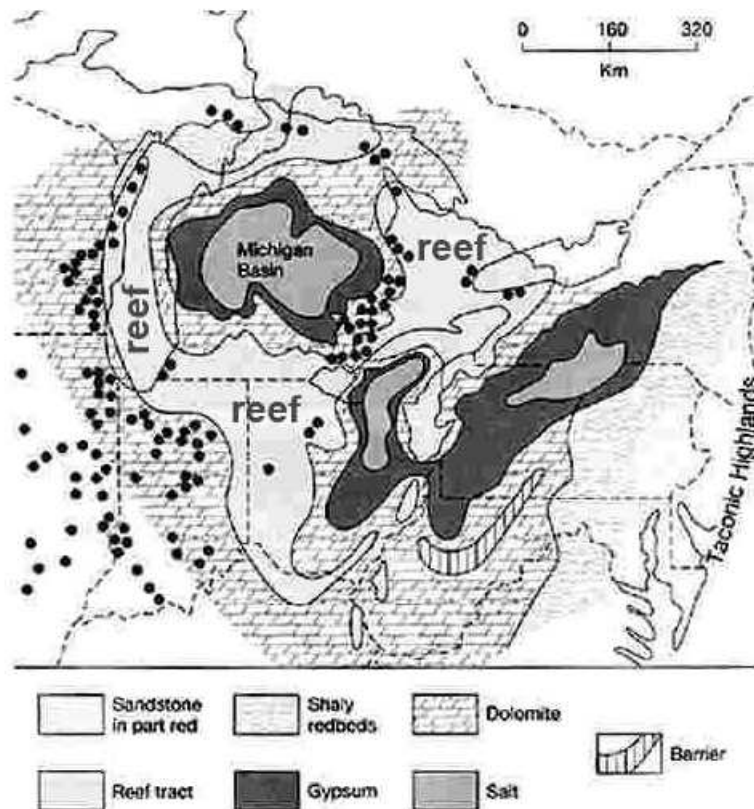 0 160 320
Km
Michigan
Basin
reef
reef
reef
Taconic Highlands
Sandstone
in part red
Shaly
redbeds
Dolomite
Barrier
Reef tract
Gypsum
Salt